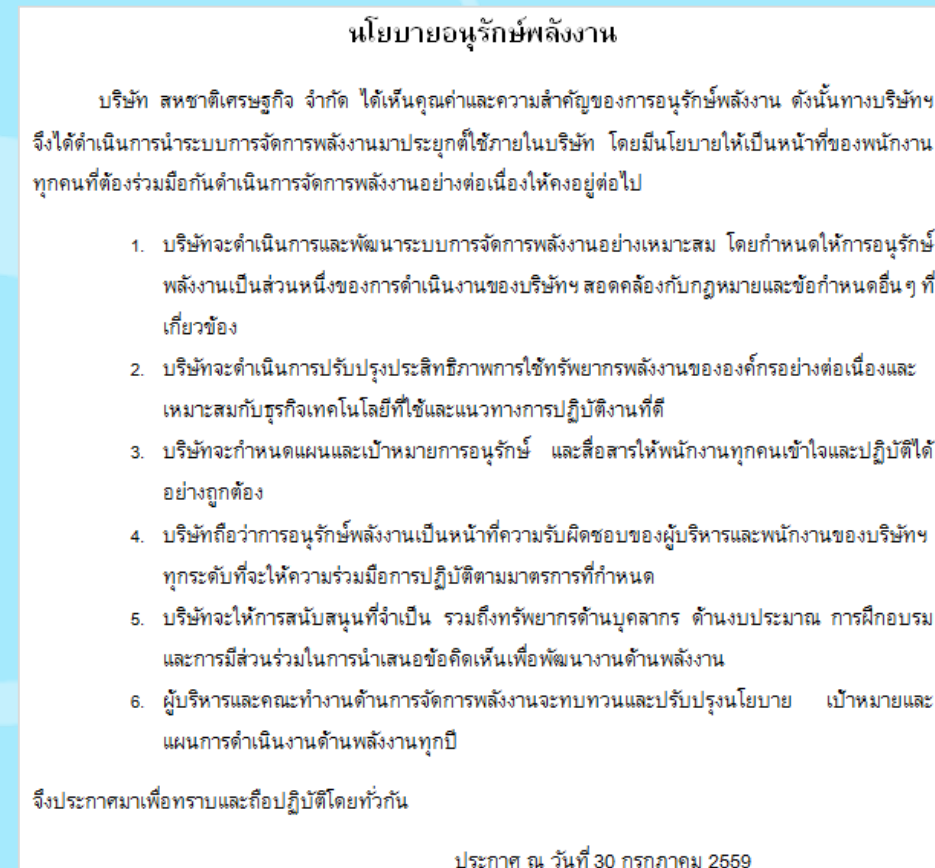 นโยบายอนุรักษ์พลังงาน
บริษัท สหชาติเศรษฐกิจ จำกัด ได้เห็นคุณค่าและความสำคัญของการอนุรักษ์พลังงาน ดังนั้นทางบริษัทฯ
จึงได้ดำเนินการนำระบบการจัดการพลังงานมาประยุกต์ใช้ภายในบริษัท โดยมีนโยบายให้เป็นหน้าที่ของพนักงาน
ทุกคนที่ต้องร่วมมือกันดำเนินการจัดการพลังงานอย่างต่อเนื่องให้คงอยู่ต่อไป
1. บริษัทจะดำเนินการและพัฒนาระบบการจัดการพลังงานอย่างเหมาะสม โดยกำหนดให้การอนุรักษ์
พลังงานเป็นส่วนหนึ่งของการดำเนินงานของบริษัทฯ สอดคล้องกับกฎหมายและข้อกำหนดอื่น ๆ ที่
เกี่ยวข้อง
2. บริษัทจะดำเนินการปรับปรุงประสิทธิภาพการใช้ทรัพยากรพลังงานขององค์กรอย่างต่อเนื่องและ
เหมาะสมกับธุรกิจเทคโนโลยีที่ใช้และแนวทางการปฏิบัติงานที่ดี
3. บริษัทจะกำหนดแผนและเป้าหมายการอนุรักษ์ และสื่อสารให้พนักงานทุกคนเข้าใจและปฏิบัติได้
อย่างถูกต้อง
4. บริษัทถือว่าการอนุรักษ์พลังงานเป็นหน้าที่ความรับผิดชอบของผู้บริหารและพนักงานของบริษัทฯ
ทุกระดับที่จะให้ความร่วมมือการปฏิบัติตามมาตรการที่กำหนด
5. บริษัทจะให้การสนับสนุนที่จำเป็น รวมถึงทรัพยากรด้านบุคลากร ด้านงบประมาณ การฝึกอบรม
และการมีส่วนร่วมในการนำเสนอข้อคิดเห็นเพื่อพัฒนางานด้านพลังงาน
6. ผู้บริหารและคณะทำงานด้านการจัดการพลังงานจะทบทวนและปรับปรุงนโยบาย เป้าหมายและ
แผนการดำเนินงานด้านพลังงานทุกปี
จึงประกาศมาเพื่อทราบและถือปฏิบัติโดยทั่วกัน
ประกาศ ณ วันที่ 30 กรกฎาคม 2559